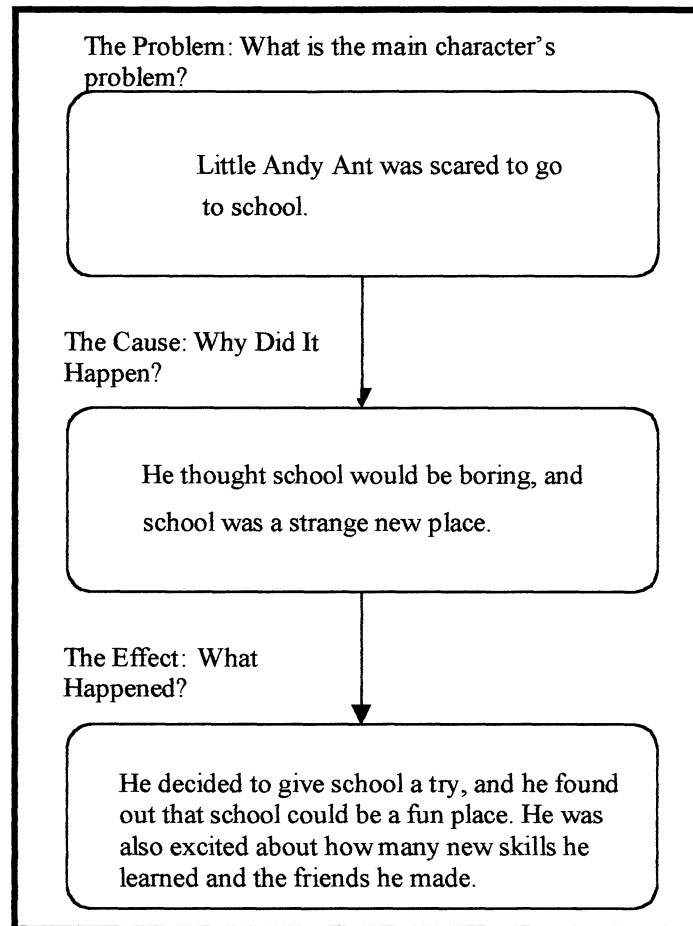 The Problem: What is the main character's
problem?
Little Andy Ant was scared to go
to school.
The Cause: Why Did It
Happen?
He thought school would be boring, and
school was a strange new place.
The Effect: What
Happened?
He decided to give school a try, and he found
out that school could be a fun place. He was
also excited about how many new skills he
learned and the friends he made.